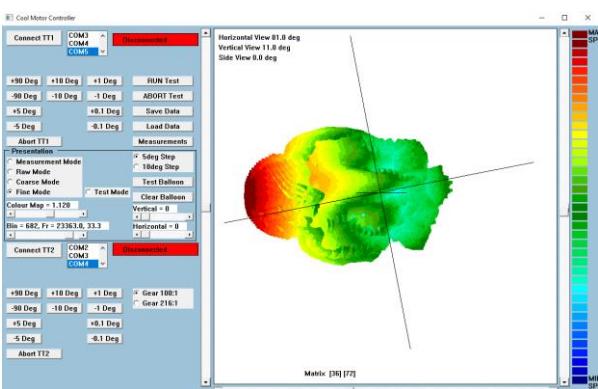 Cool Motor Controller
Connect TT1
COM3
COM4
COM5
Disconnected
+90 Deg +10 Deg +1 Deg RUN Test
-90 Deg -10 Deg -1 Deg ABORT Test
+5 Deg +0.1 Deg Save Data
-5 Deg -0.1 Deg Load Data
Abort TT1 Measurements
Presentation
Measurement Mode
Raw Mode
Coarse Mode
Fine Mode
Test Mode
5deg Step
10deg Step
Test Balloon
Clear Balloon
Colour Map = 1.120
Vertical = 0
Bin = 682, Fr = 23363.0, 33.3
Horizontal = 0
Connect TT2
COM2
COM3
COM4
Disconnected
+90 Deg +10 Deg +1 Deg
-90 Deg -10 Deg -1 Deg
+5 Deg +0.1 Deg
-5 Deg -0.1 Deg
Gear 100:1
Gear 216:1
Abort TT2
Horizontal View 81.0 deg
Vertical View 11.0 deg
Side View 0.0 deg
Matrix [36] [72]
MA
SP
MI
SP